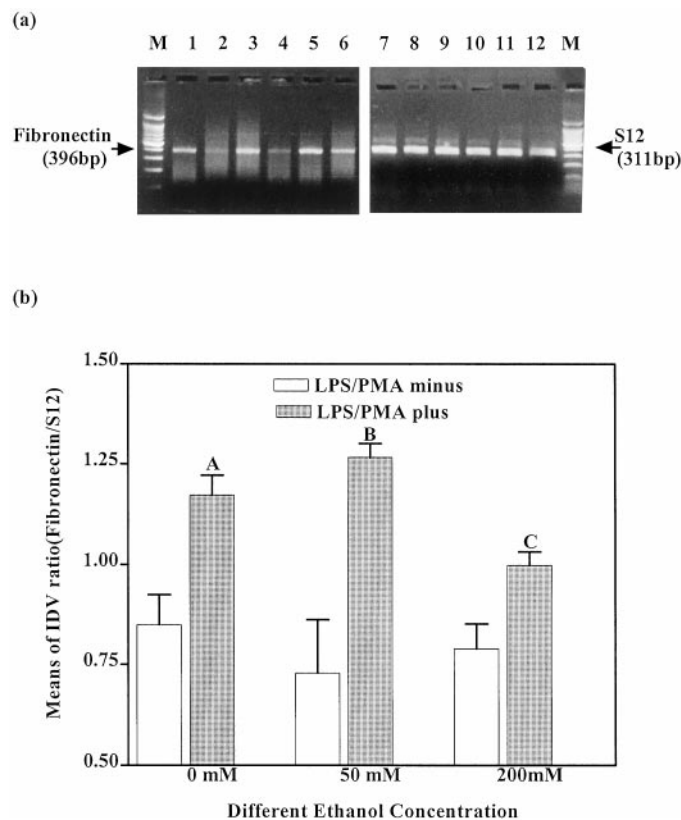 (a)
M 1 2 3 4 5 6 7 8 9 10 11 12 M
Fibronectin
(396bp)
S12
(311bp)
(b)
1.50
1.25
1.00
0.75
0.50
Means of IDV ratio(Fibronectin/S12)
LPS/PMA minus
LPS/PMA plus
A
B
C
0 mM 50 mM 200mM
Different Ethanol Concentration